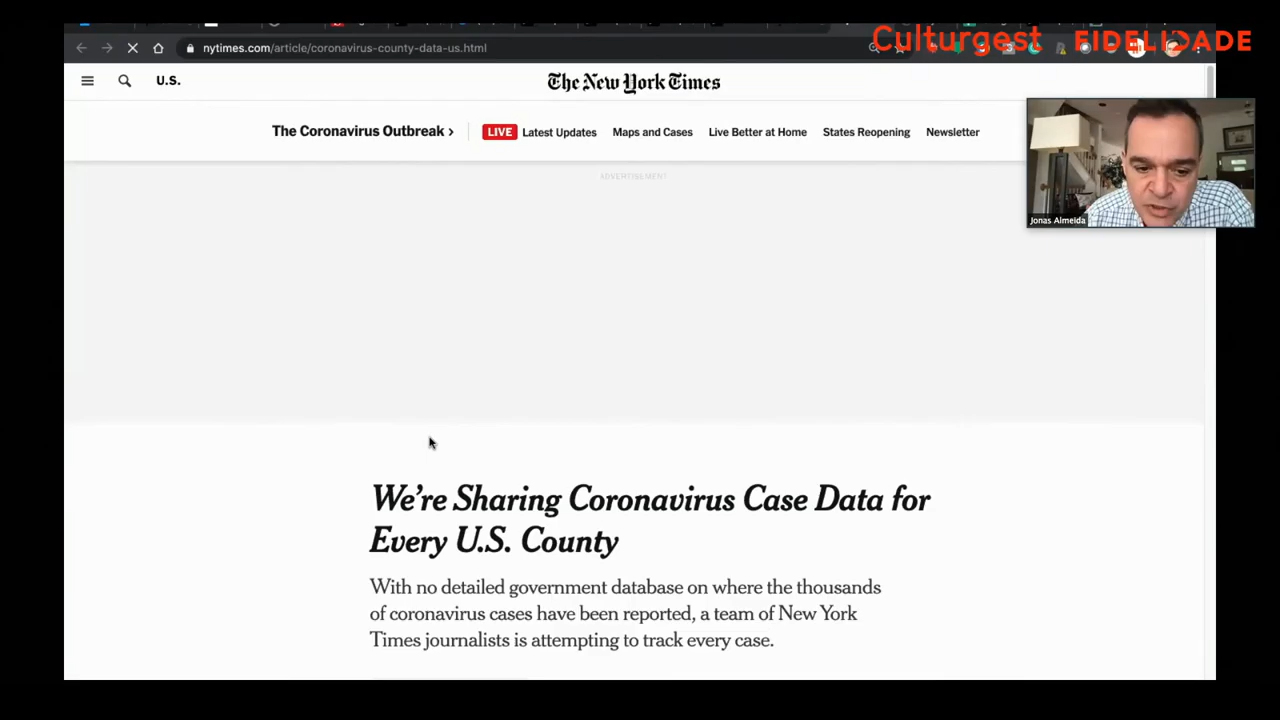 Culturgest FIDELIDADE
nytimes.com/article/coronavirus-county-data-us.html
U.S.
The New York Times
The Coronavirus Outbreak >
LIVE Latest Updates Maps and Cases Live Better at Home States Reopening Newsletter
ADVERTISEMENT
Jonas Almeida
We're Sharing Coronavirus Case Data for
Every U.S. County
With no detailed government database on where the thousands
of coronavirus cases have been reported, a team of New York
Times journalists is attempting to track every case.